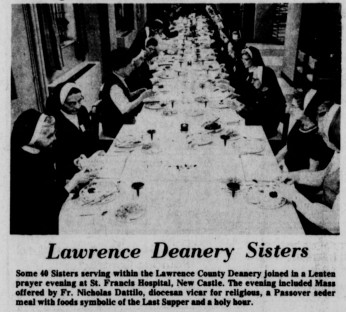 Lawrence Deanery Sisters
Some 40 Sisters serving within the Lawrence County Deanery joined in a Lenten
prayer evening at St. Francis Hospital, New Castle. The evening included Mass
offered by Fr. Nicholas Dattilo, diocesan vicar for religious, a Passover seder
meal with foods symbolic of the Last Supper and a holy hour.